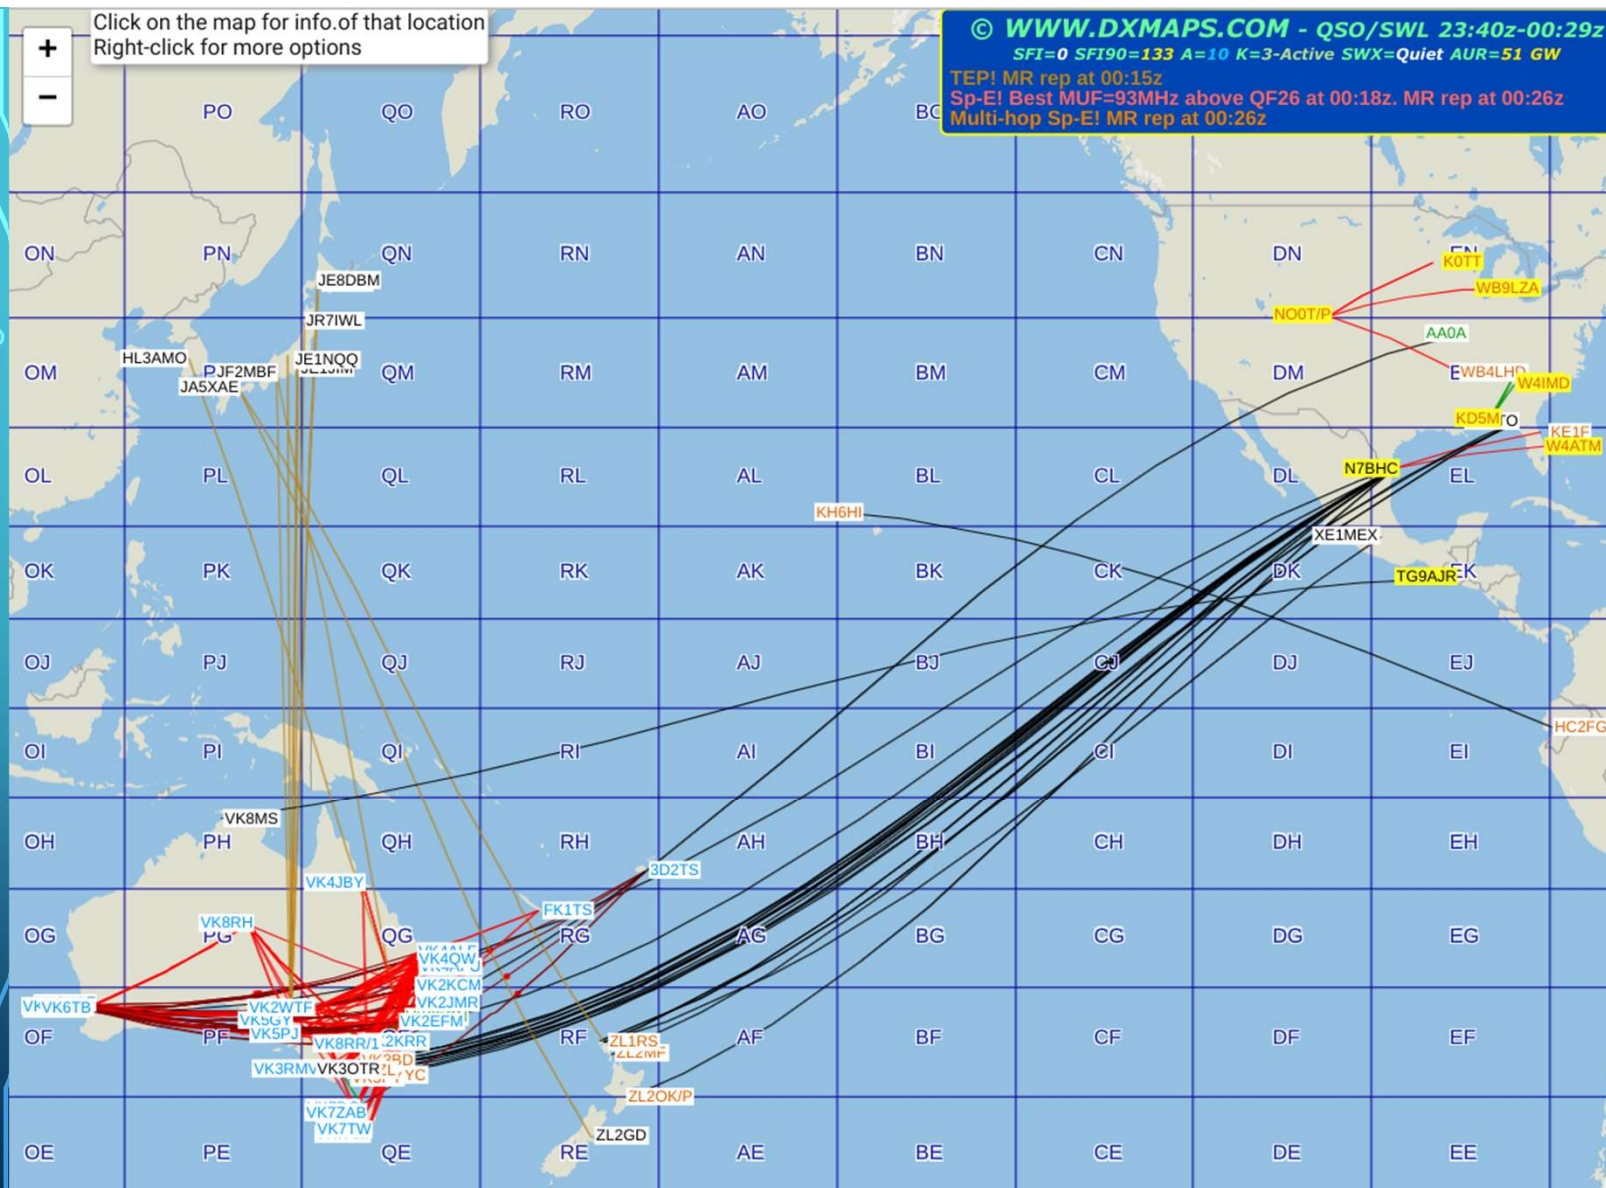 Click on the map for info.of that location
Right-click for more options
+
−
© WWW.DXMAPS.COM - QSO/SWL 23:40z-00:29z
SFI=0 SFI90=133 A=10 K=3-Active SWX=Quiet AUR=51 GW
TEP! MR rep at 00:15z
Sp-E! Best MUF=93MHz above QF26 at 00:18z. MR rep at 00:26z
Multi-hop Sp-E! MR rep at 00:26z
PO QO RO AO
ON PN QN RN AN BN CN DN EN
K0TT
JE8DBM
WB9LZA
NO0T/P
JR7IWL
AA0A
HL3AMO JE1NQQ
OM JF2MBF QM RM AM BM CM DM WB4LHD
JA5XAE
W4IMD
KD5M
KE1F
W4ATM
N7BHC
OL PL QL RL AL BL CL DL EL
KH6HI
XE1MEX
OK PK QK RK AK BK CK DK TG9AJR EK
OJ PJ QJ RJ AJ BJ CJ DJ EJ
HC2FG
OI PI QI RI AI BI CI DI EI
VK8MS
OH PH QH RH AH BH CH DH EH
3D2TS
VK4JBY
FK1TS
VK8RH
OG PG QG RG AG BG CG DG EG
VK4QW
VK2KCM
VK6TB VK2WTF VK2JMR
VK5GY VK2EFM
VK5PJ
OF PF RF AF BF CF DF EF
VK8RR/1 ZL1RS
ZL2MF
VK3RMV VK3OTR
ZL2OK/P
VK7ZAB
VK7TW
ZL2GD
OE PE QE RE AE BE CE DE EE